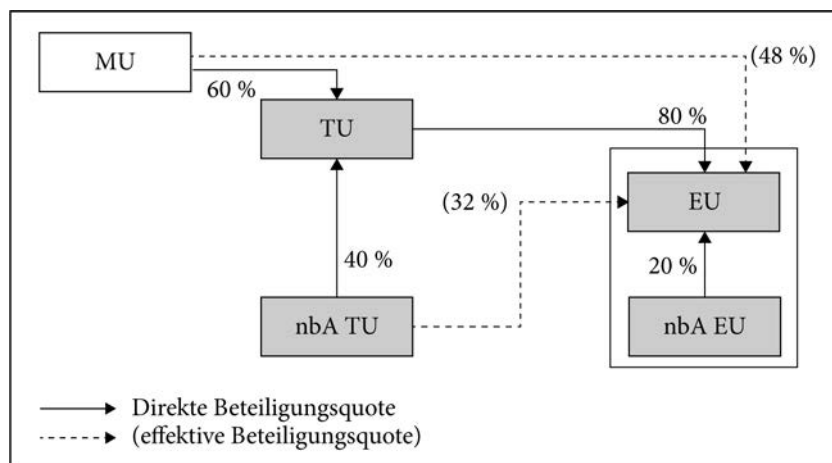 MU
(48 %)
60 %
TU
80 %
(32 %)
EU
40 %
20 %
nbA TU
nbA EU
Direkte Beteiligungsquote
(effektive Beteiligungsquote)